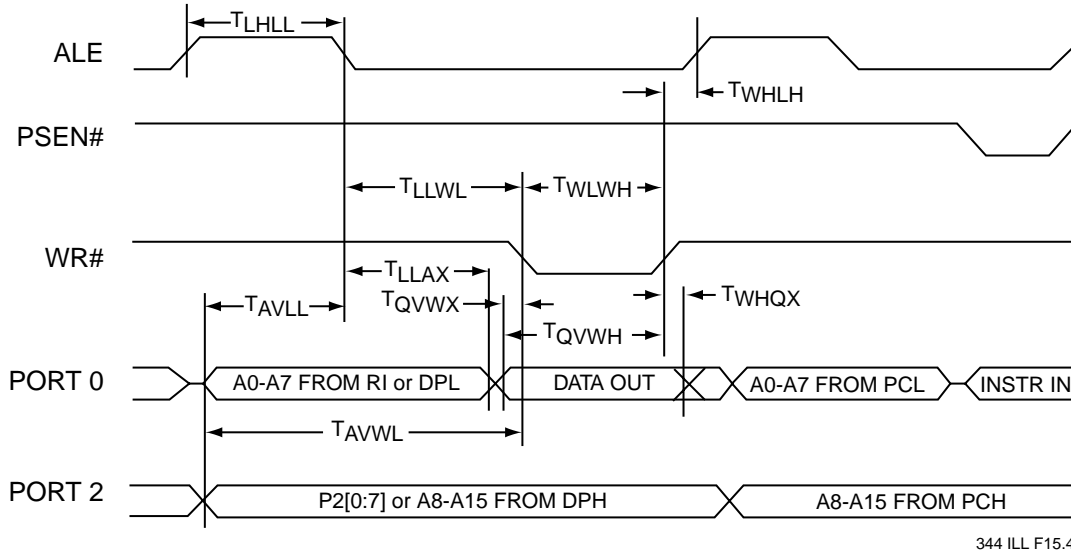 TLHLL
ALE
TWHLH
PSEN#
TLLWL
TWLWH
WR#
TLLAX
TAVLL
TQVWX
TWHQX
TQVWH
PORT 0
A0-A7 FROM RI or DPL
DATA OUT
A0-A7 FROM PCL
INSTR IN
TAVWL
PORT 2
P2[0:7] or A8-A15 FROM DPH
A8-A15 FROM PCH
344 ILL F15.4